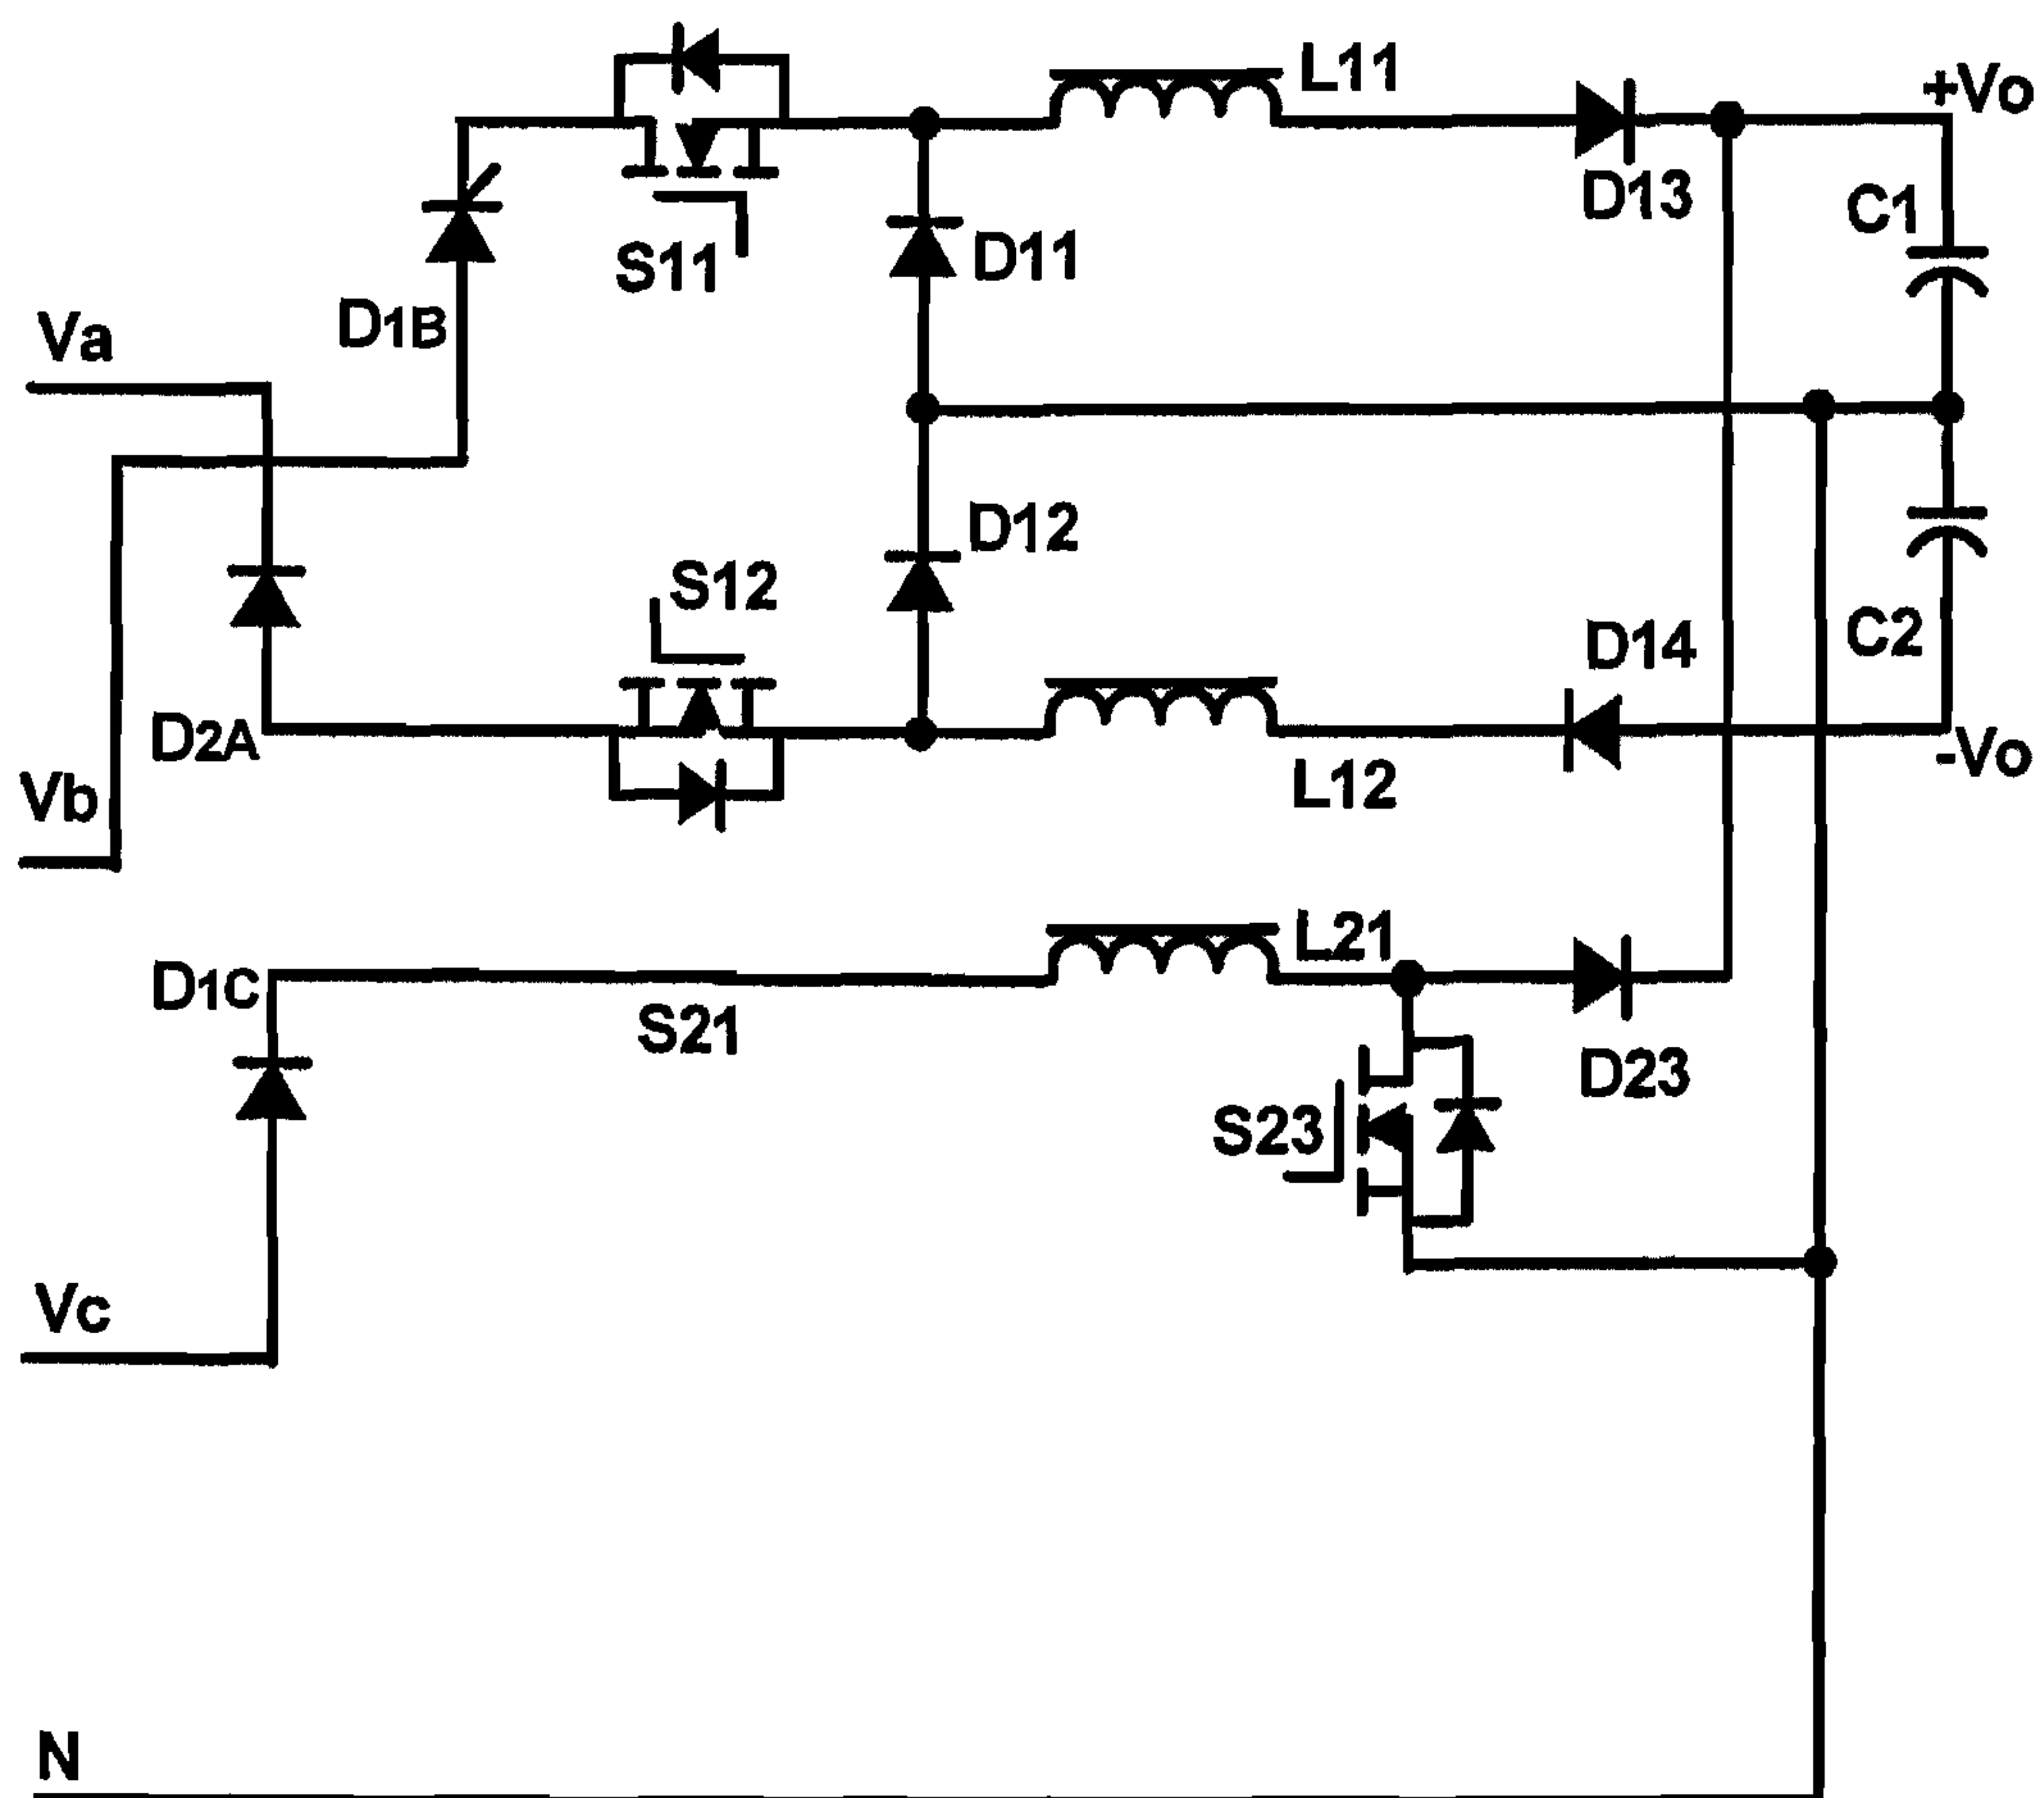 L11
+Vo
D13
C1
S11
D11
D1B
Va
D12
S12
C2
D14
D2A
-Vo
L12
Vb
L21
D1C
S21
D23
S23
Vc
N